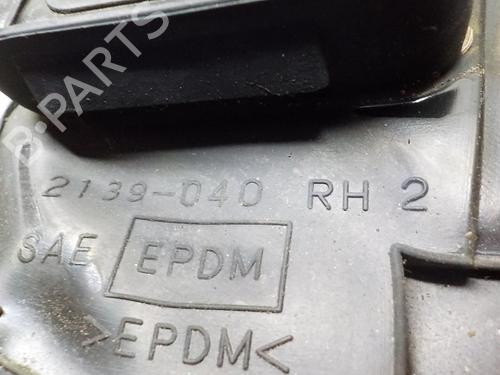 B-PARTS
2139-040 RH 2
SAE EPDM
>EPDM<